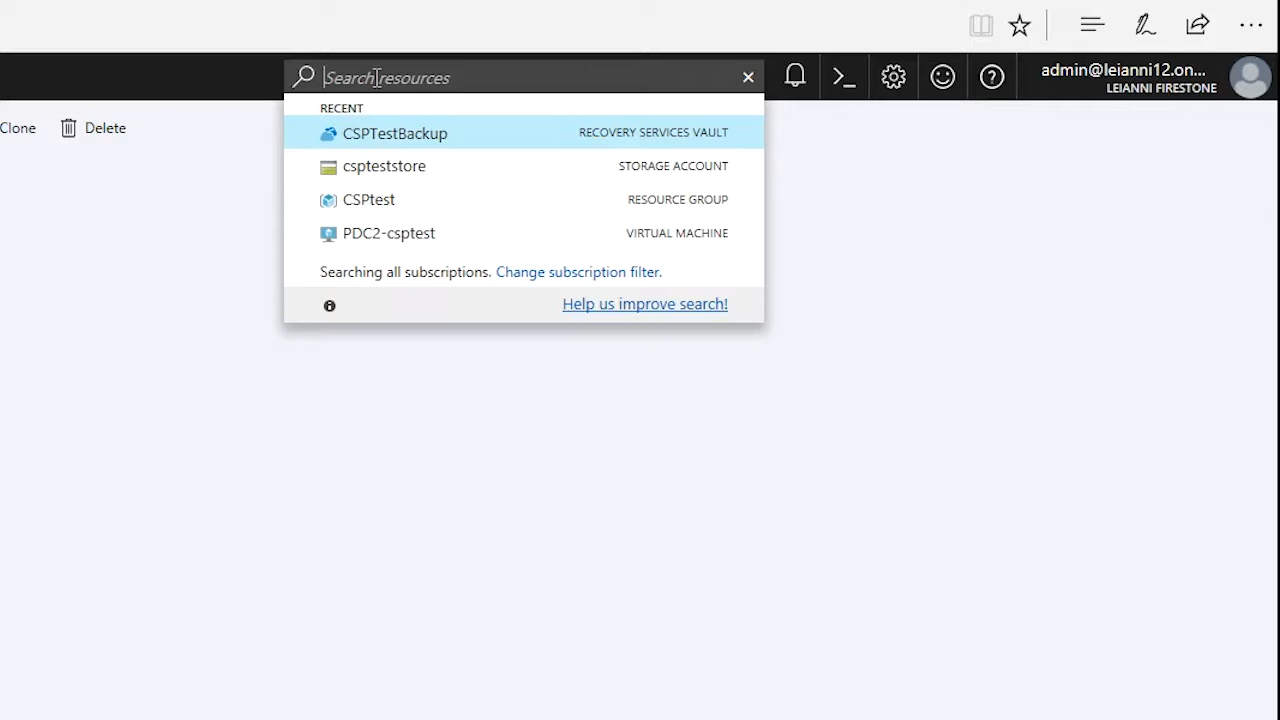 Search resources
admin@leianni12.on...
LEIANNI FIRESTONE
Clone
Delete
RECENT
CSPTestBackup RECOVERY SERVICES VAULT
cspteststore STORAGE ACCOUNT
CSPtest RESOURCE GROUP
PDC2-csptest VIRTUAL MACHINE
Searching all subscriptions. Change subscription filter.
Help us improve search!